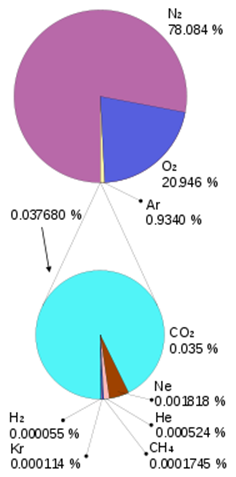 N₂
78.084 %
O₂
20.946 %
Ar
0.9340 %
0.037680 %
CO₂
0.035 %
Ne
0.001818 %
He
0.000524 %
CH₄
0.0001745 %
H₂
0.000055 %
Kr
0.000114 %